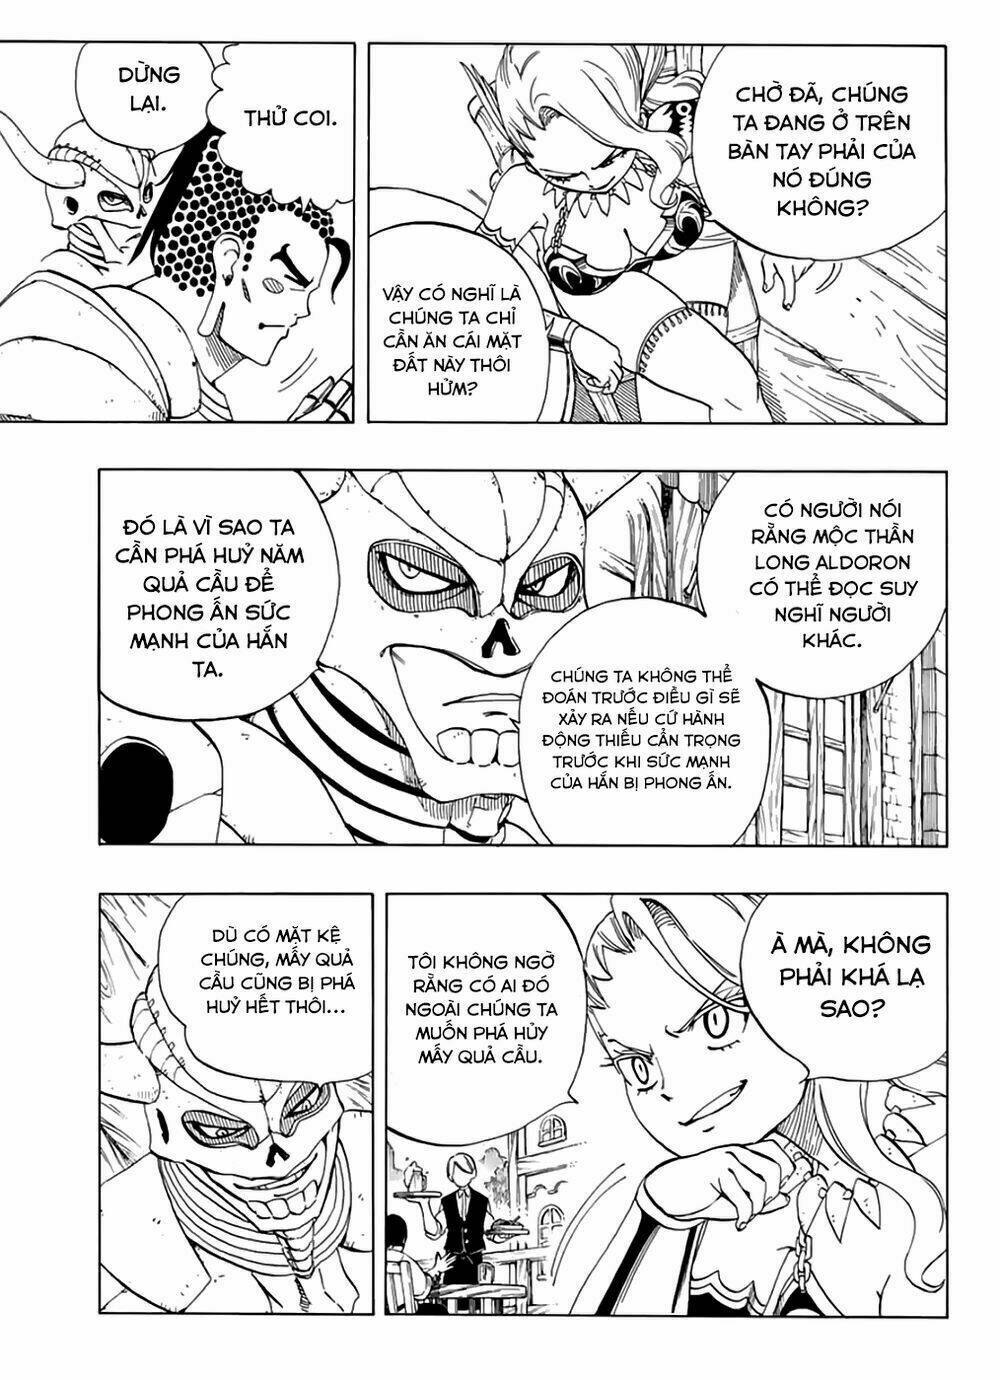 CHỜ ĐÃ, CHÚNG
TA ĐANG Ở TRÊN
BÀN TAY PHẢI CỦA
NÓ ĐÚNG
KHÔNG?
VẬY CÓ NGHĨ LÀ
CHÚNG TA CHỈ
CẦN ĂN CÁI MẶT
ĐẤT NÀY THÔI
HỬM?
THỬ COI.
DỪNG
LẠI.
CÓ NGƯỜI NÓI
RẰNG MỘC THẦN
LONG ALDORON
CÓ THỂ ĐỌC SUY
NGHĨ NGƯỜI
KHÁC.
CHÚNG TA KHÔNG THỂ
ĐOÁN TRƯỚC ĐIỀU GÌ SẼ
XẢY RA NẾU CỨ HÀNH
ĐỘNG THIẾU CẨN TRỌNG
TRƯỚC KHI SỨC MẠNH
CỦA HẮN BỊ PHONG ẤN.
ĐÓ LÀ VÌ SAO TA
CẦN PHÁ HUỶ NĂM
QUẢ CẦU ĐỂ
PHONG ẤN SỨC
MẠNH CỦA HẮN
TA.
À MÀ, KHÔNG
PHẢI KHÁ LẠ
SAO?
TÔI KHÔNG NGỜ
RẰNG CÓ AI ĐÓ
NGOÀI CHÚNG TA
MUỐN PHÁ HỦY
MẤY QUẢ CẦU.
DÙ CÓ MẶT KỆ
CHÚNG, MẤY QUẢ
CẦU CŨNG BỊ PHÁ
HUỶ HẾT THÔI...